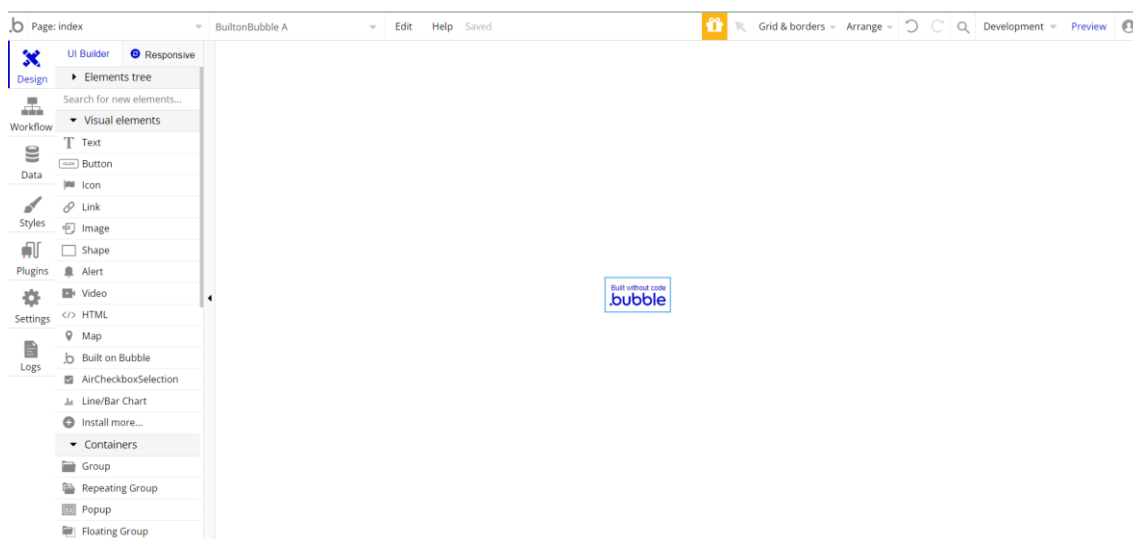 .b Page: index
BuiltonBubble A
Edit
Help
Saved
Grid & borders
Arrange
Development
Preview
Design
Workflow
Data
Styles
Plugins
Settings
Logs
UI Builder
Responsive
Elements tree
Search for new elements...
Visual elements
T Text
CLICK Button
Icon
Link
Image
Shape
Alert
Video
</> HTML
Map
.b Built on Bubble
AirCheckboxSelection
Line/Bar Chart
Install more...
Containers
Group
Repeating Group
Popup
Floating Group
Built without code
.bubble